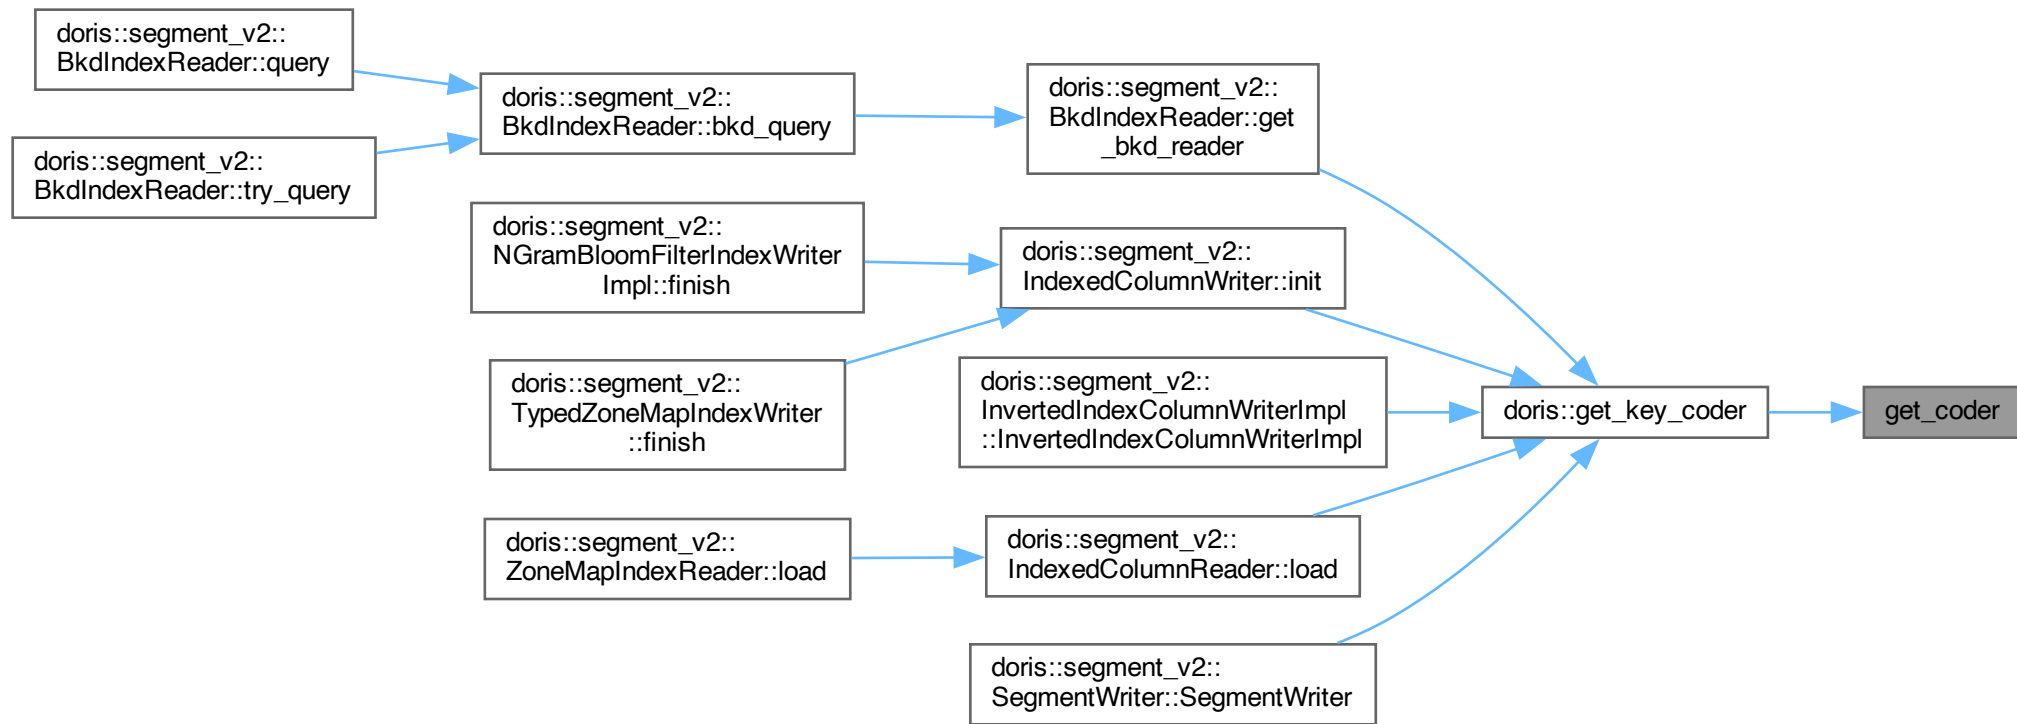 doris::segment_v2::
BkdIndexReader::query
doris::segment_v2::
BkdIndexReader::try_query
doris::segment_v2::
BkdIndexReader::bkd_query
doris::segment_v2::
BkdIndexReader::get
_bkd_reader
doris::segment_v2::
NGramBloomFilterIndexWriter
Impl::finish
doris::segment_v2::
IndexedColumnWriter::init
doris::segment_v2::
TypedZoneMapIndexWriter
::finish
doris::segment_v2::
InvertedIndexColumnWriterImpl
::InvertedIndexColumnWriterImpl
doris::get_key_coder
get_coder
doris::segment_v2::
ZoneMapIndexReader::load
doris::segment_v2::
IndexedColumnReader::load
doris::segment_v2::
SegmentWriter::SegmentWriter